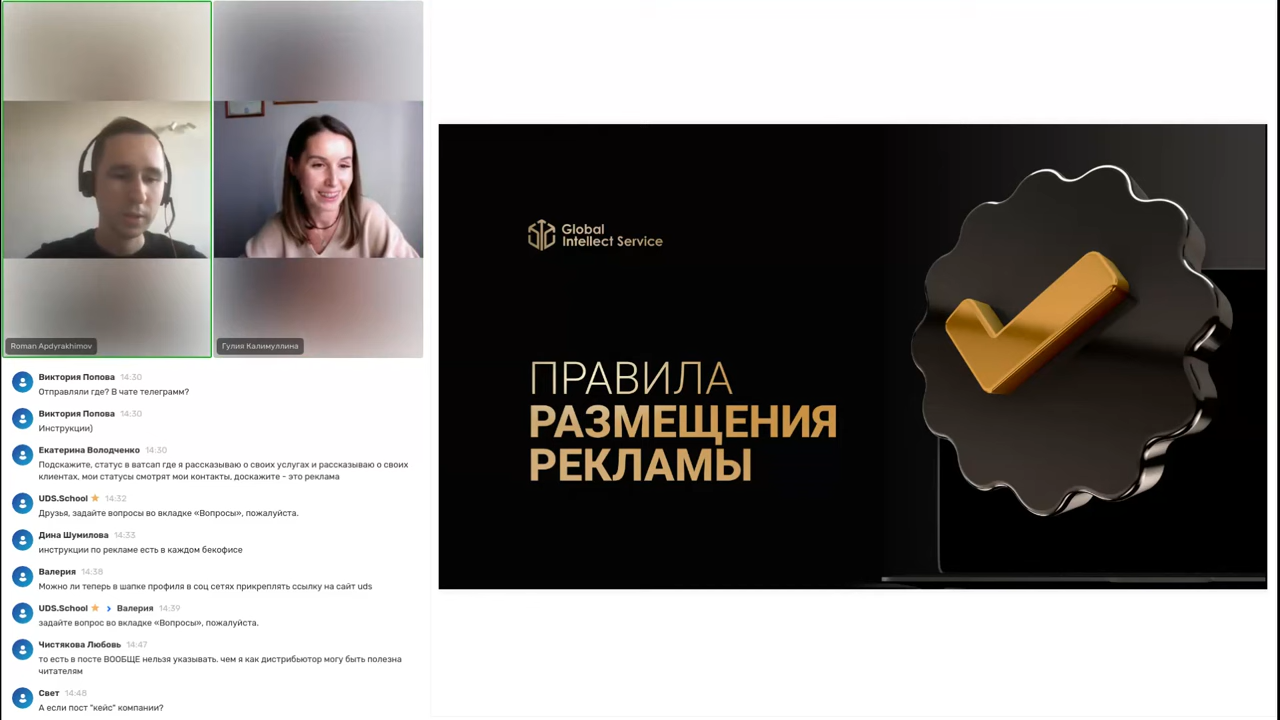 Roman Apdyrakhimov
Гулия Калимуллина
Виктория Попова 14:30
Отправляли где? В чате телеграмм?
Виктория Попова 14:30
Инструкции)
Екатерина Володченко 14:30
Подскажите, статус в ватсап где я рассказываю о своих услугах и рассказываю о своих
клиентах, мои статусы смотрят мои контакты, доскажите - это реклама
UDS.School 14:32
Друзья, задайте вопросы во вкладке «Вопросы», пожалуйста.
Дина Шумилова 14:33
инструкции по рекламе есть в каждом бекофисе
Валерия 14:38
Можно ли теперь в шапке профиля в соц сетях прикреплять ссылку на сайт uds
UDS.School > Валерия 14:39
задайте вопрос во вкладке «Вопросы», пожалуйста.
Чистякова Любовь 14:47
то есть в посте ВООБЩЕ нельзя указывать. чем я как дистрибьютор могу быть полезна
читателям
Свет 14:48
А если пост "кейс" компании?
Global
Intellect Service
ПРАВИЛА
РАЗМЕЩЕНИЯ
РЕКЛАМЫ